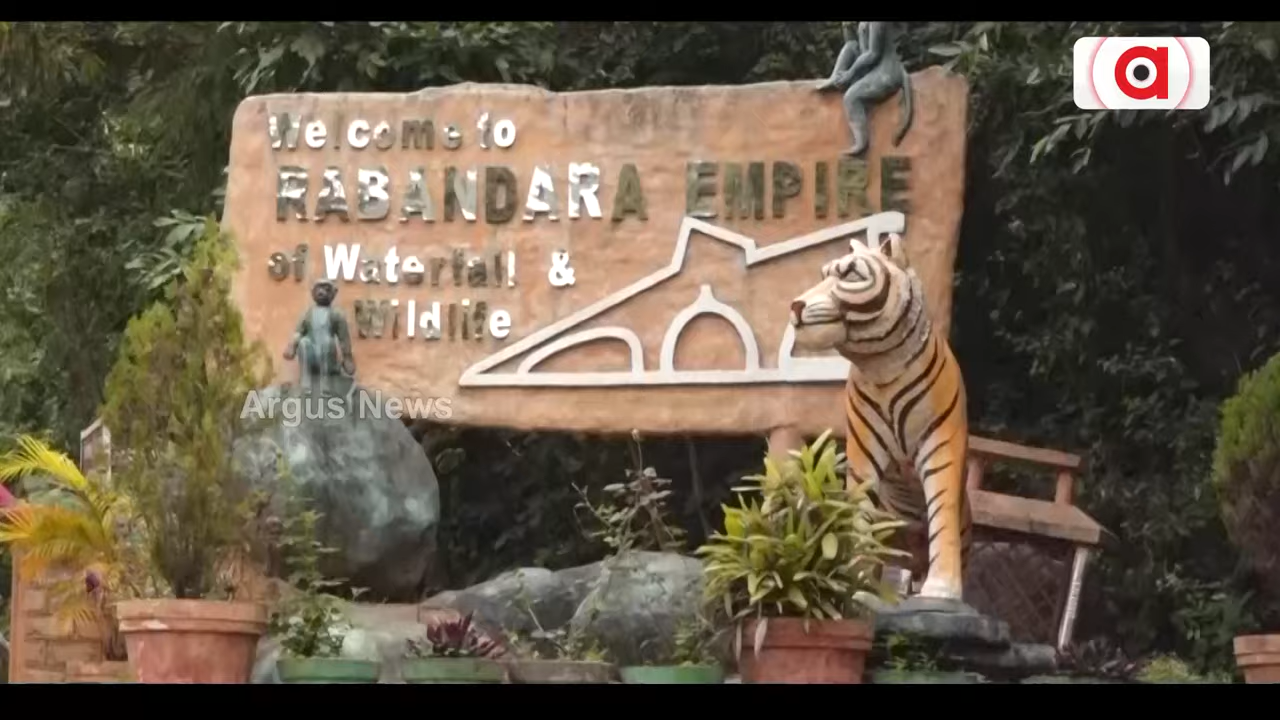 Welcome to
RABANDARA EMPIRE
of Waterfall &
Wildlife
Argus News